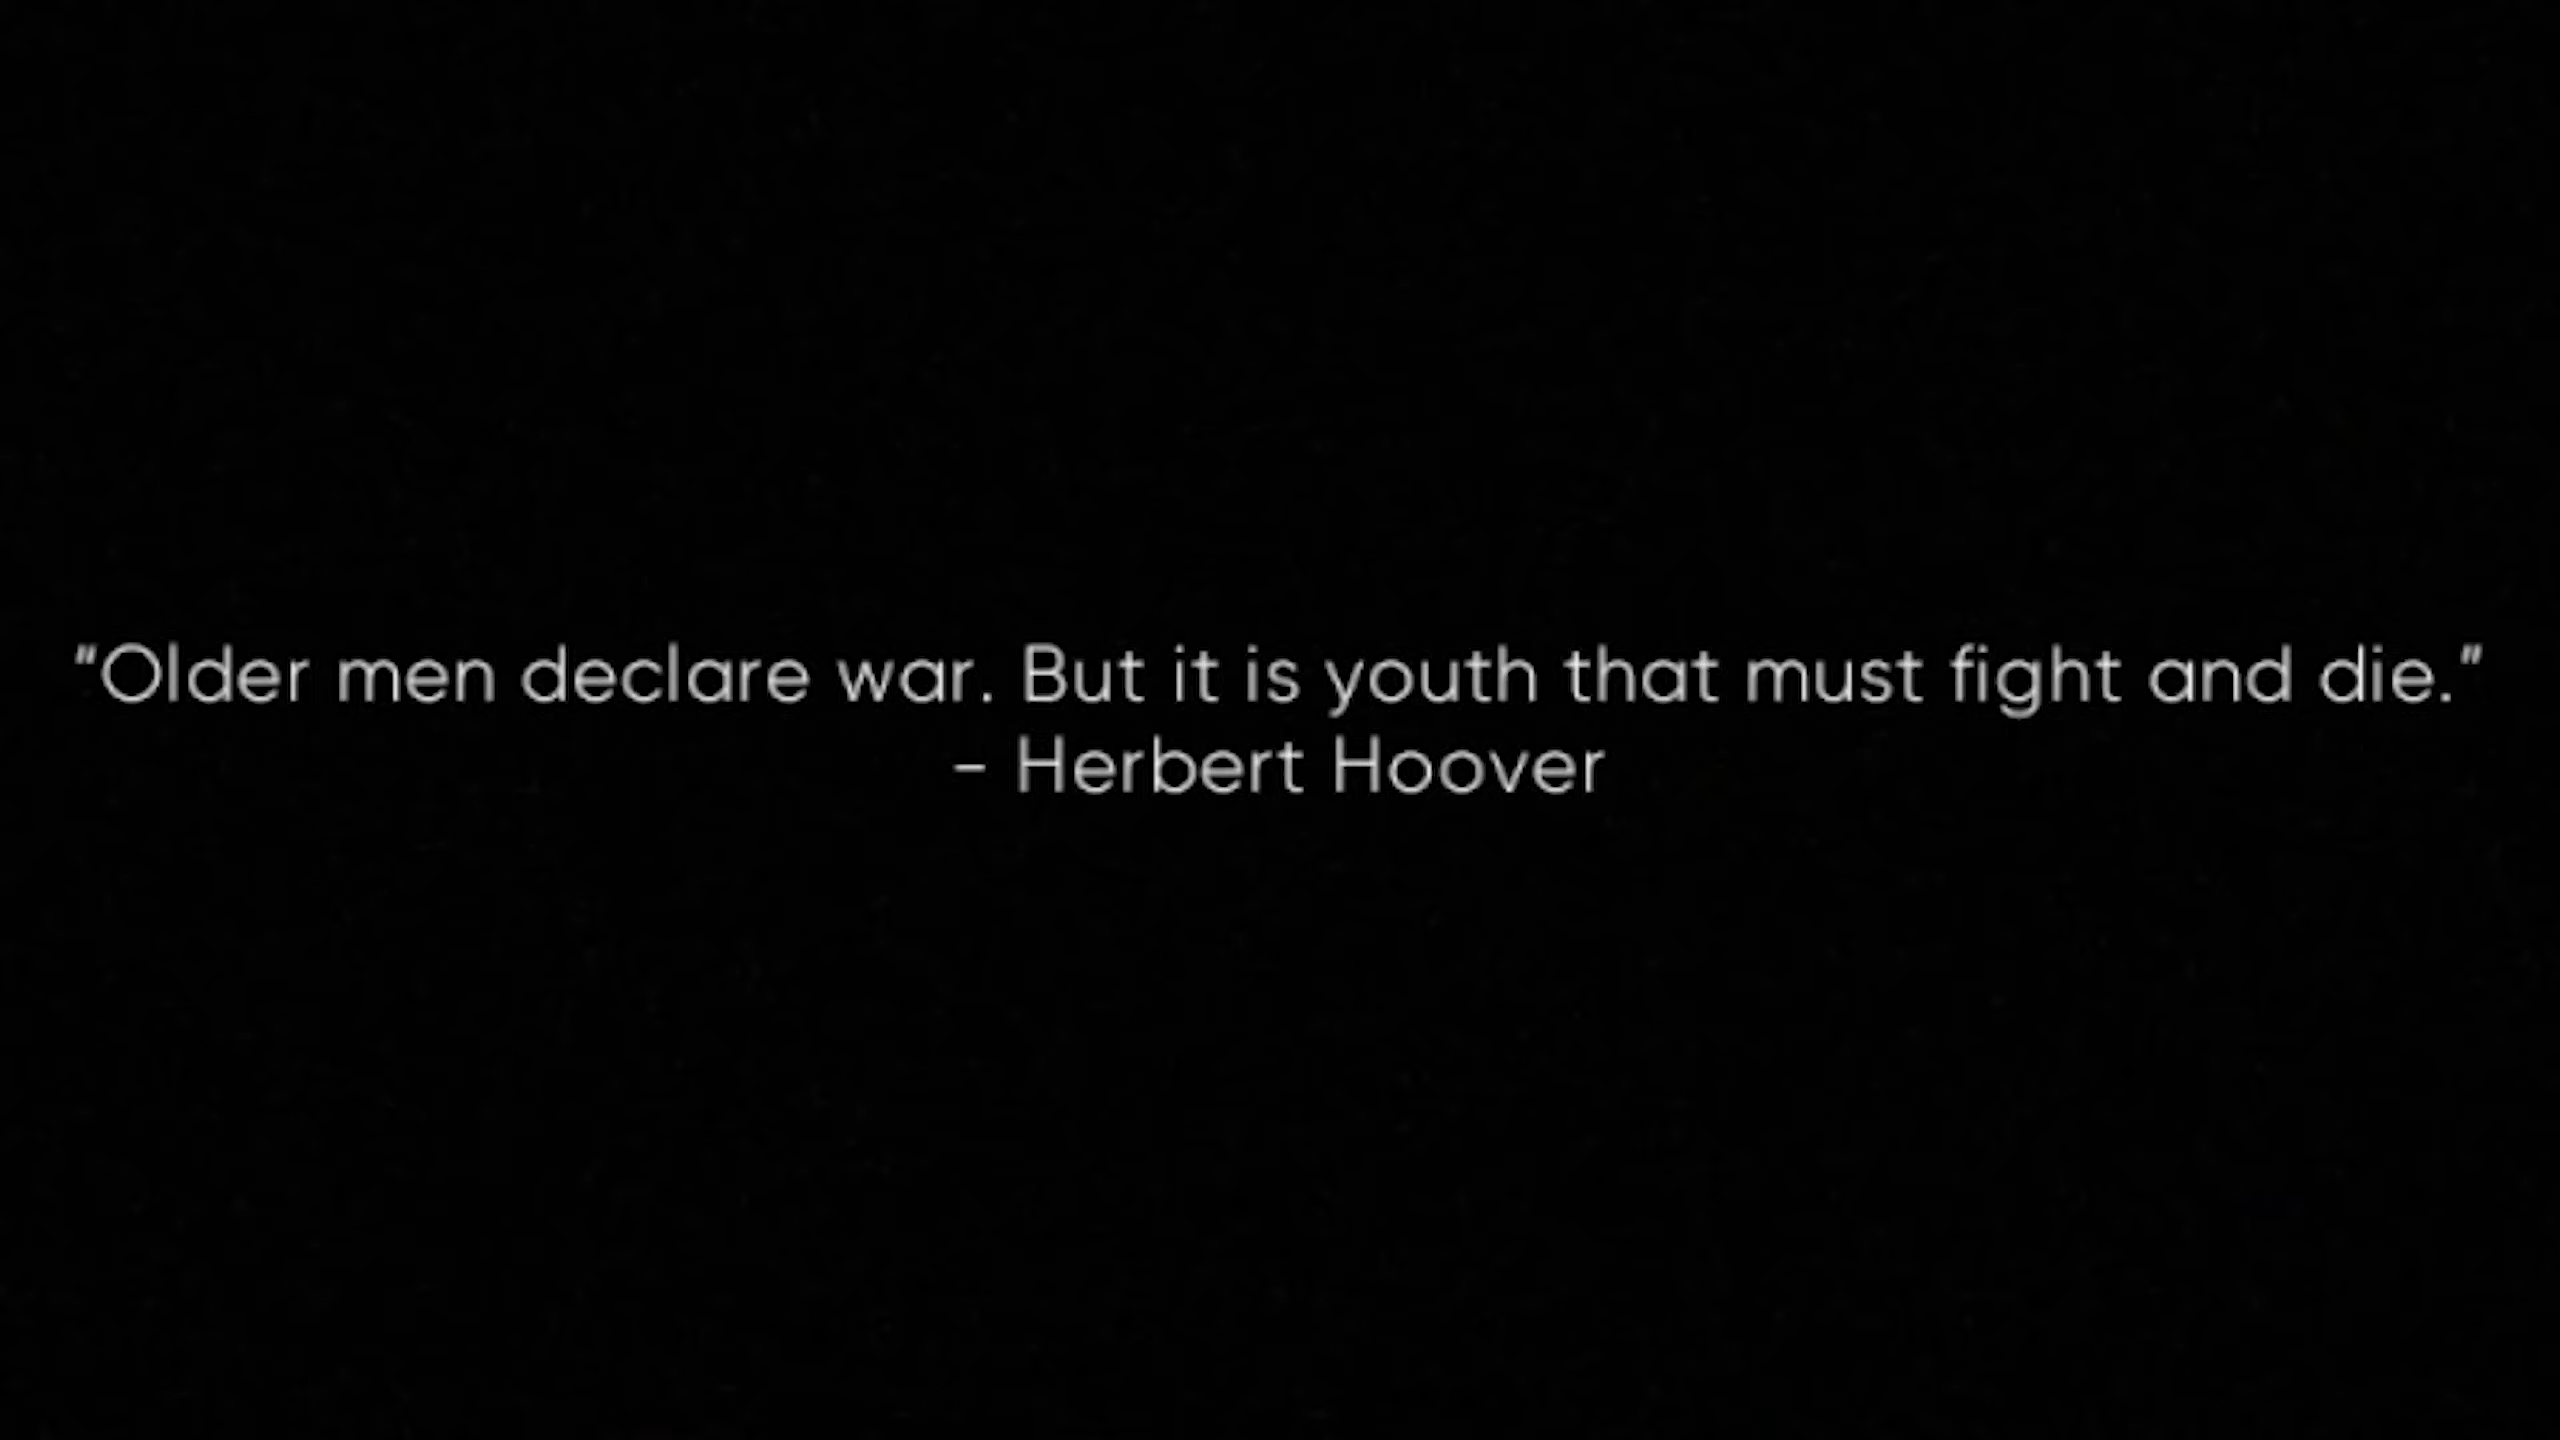 "Older men declare war. But it is youth that must fight and die."
- Herbert Hoover